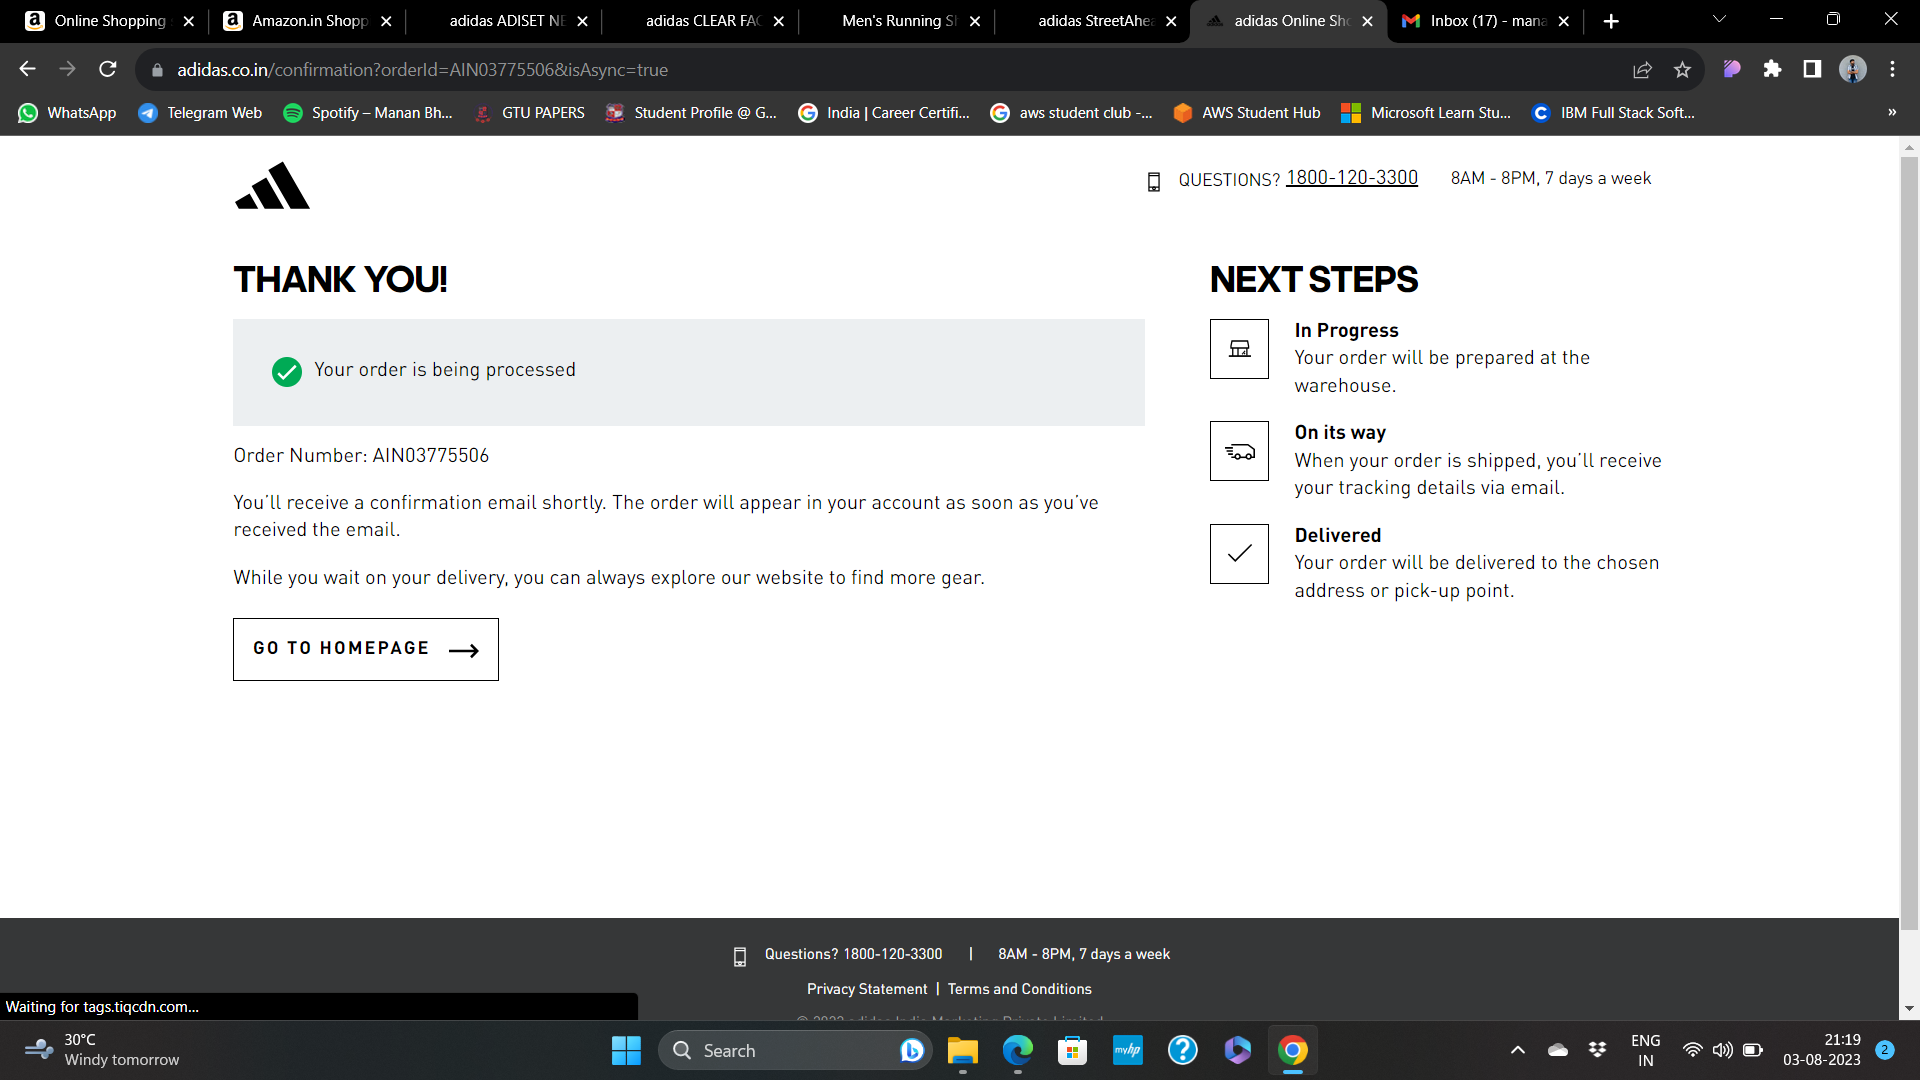 Online Shopping
Amazon.in Shopp
adidas ADISET NE
adidas CLEAR FAC
Men's Running S
adidas StreetAhea
adidas Online Sho
Inbox (17) - mana
adidas.co.in/confirmation?orderId=AIN03775506&isAsync=true
WhatsApp
Telegram Web
Spotify – Manan Bh...
GTU PAPERS
Student Profile @ G...
India | Career Certifi...
aws student club -...
AWS Student Hub
Microsoft Learn Stu...
IBM Full Stack Soft...
»
QUESTIONS? 1800-120-3300 8AM - 8PM, 7 days a week
THANK YOU!
Your order is being processed
Order Number: AIN03775506
You'll receive a confirmation email shortly. The order will appear in your account as soon as you've
received the email.
While you wait on your delivery, you can always explore our website to find more gear.
GO TO HOMEPAGE
NEXT STEPS
In Progress
Your order will be prepared at the
warehouse.
On its way
When your order is shipped, you'll receive
your tracking details via email.
Delivered
Your order will be delivered to the chosen
address or pick-up point.
Questions? 1800-120-3300 | 8AM - 8PM, 7 days a week
Privacy Statement | Terms and Conditions
Waiting for tags.tiqcdn.com...
30°C
Windy tomorrow
Search
myhp
ENG
IN
21:19
03-08-2023
2